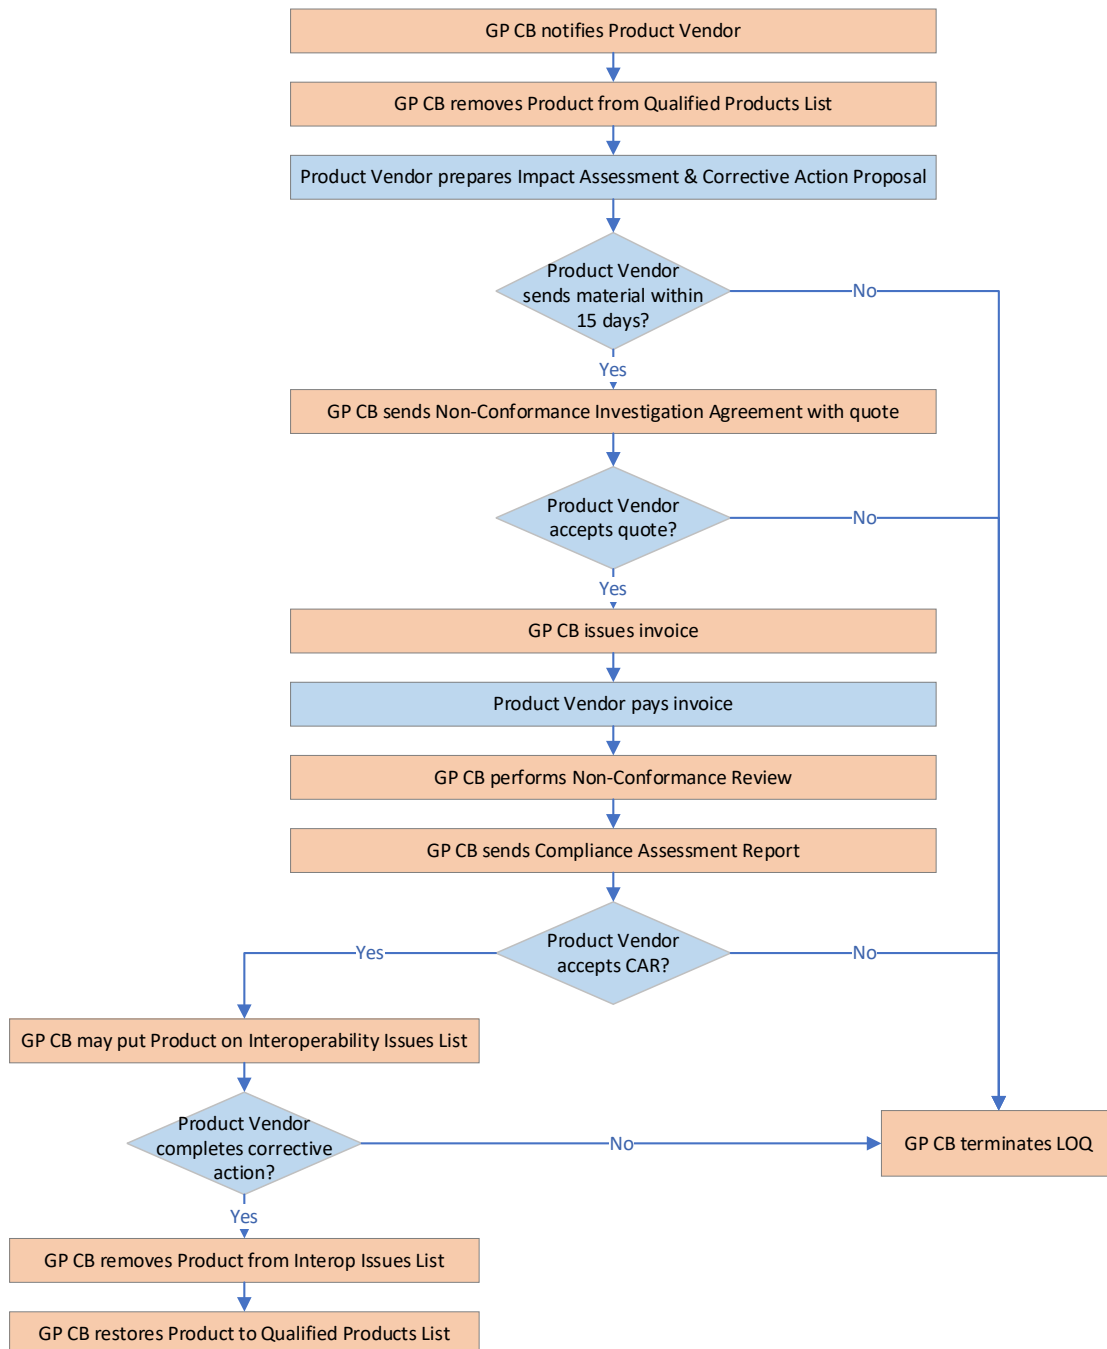 GP CB notifies Product Vendor
GP CB removes Product from Qualified Products List
Product Vendor prepares Impact Assessment & Corrective Action Proposal
Product Vendor
sends material within
15 days?
No
Yes
GP CB sends Non-Conformance Investigation Agreement with quote
Product Vendor
accepts quote?
No
Yes
GP CB issues invoice
Product Vendor pays invoice
GP CB performs Non-Conformance Review
GP CB sends Compliance Assessment Report
Product Vendor
accepts CAR?
Yes
No
GP CB may put Product on Interoperability Issues List
Product Vendor
completes corrective
action?
No
GP CB terminates LOQ
Yes
GP CB removes Product from Interop Issues List
GP CB restores Product to Qualified Products List